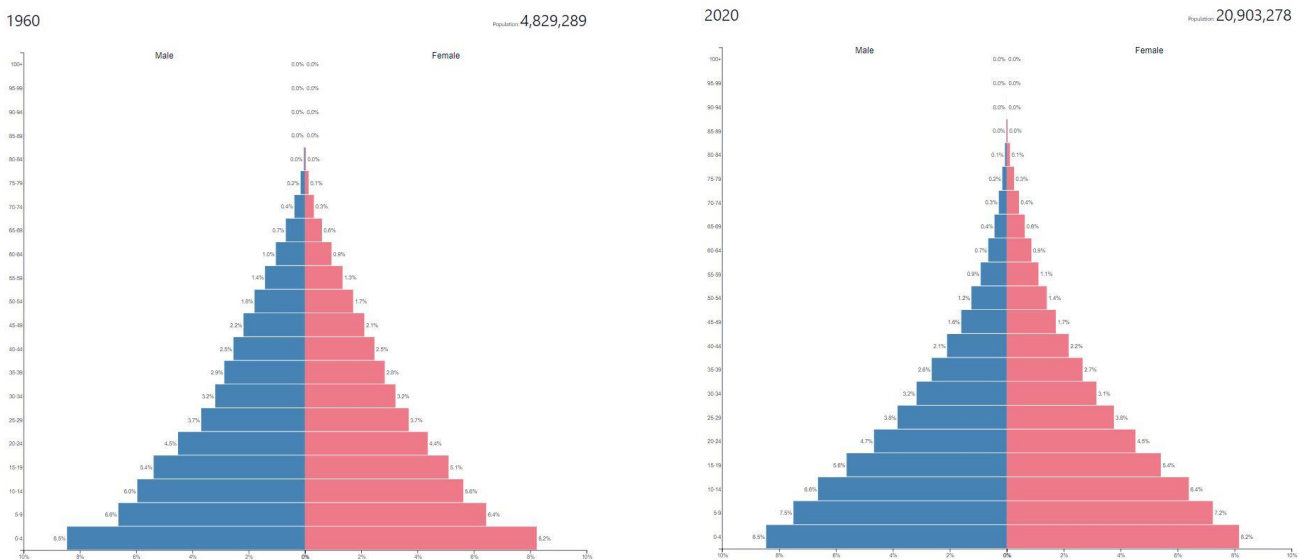 1960
Population: 4,829,289
Male Female
100+ 0.0% 0.0%
95-99 0.0% 0.0%
90-94 0.0% 0.0%
85-89 0.0% 0.0%
80-84 0.0% 0.0%
75-79 0.2% 0.1%
70-74 0.4% 0.3%
65-69 0.7% 0.6%
60-64 1.0% 0.9%
55-59 1.4% 1.3%
50-54 1.8% 1.7%
45-49 2.2% 2.1%
40-44 2.5% 2.5%
35-39 2.9% 2.8%
30-34 3.2% 3.2%
25-29 3.7% 3.7%
20-24 4.5% 4.4%
15-19 5.4% 5.1%
10-14 6.0% 5.6%
5-9 6.6% 6.4%
0-4 8.5% 8.2%
10% 8% 6% 4% 2% 0% 2% 4% 6% 8% 10%
2020
Population: 20,903,278
Male Female
100+ 0.0% 0.0%
95-99 0.0% 0.0%
90-94 0.0% 0.0%
85-89 0.0% 0.0%
80-84 0.1% 0.1%
75-79 0.2% 0.3%
70-74 0.3% 0.4%
65-69 0.4% 0.6%
60-64 0.7% 0.9%
55-59 0.9% 1.1%
50-54 1.2% 1.4%
45-49 1.6% 1.7%
40-44 2.1% 2.2%
35-39 2.6% 2.7%
30-34 3.2% 3.1%
25-29 3.8% 3.8%
20-24 4.7% 4.5%
15-19 5.6% 5.4%
10-14 6.6% 6.4%
5-9 7.5% 7.2%
0-4 8.5% 8.2%
10% 8% 6% 4% 2% 0% 2% 4% 6% 8% 10%